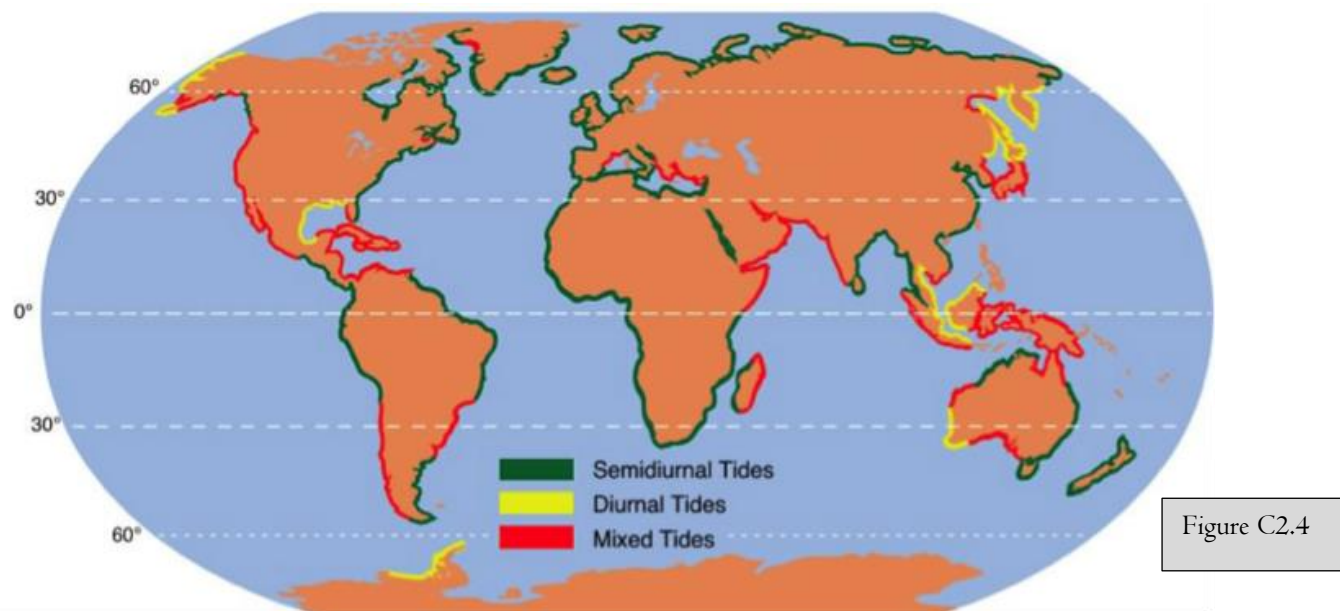 60°
30°
0°
30°
60°
Semidiurnal Tides
Diurnal Tides
Mixed Tides
Figure C2.4